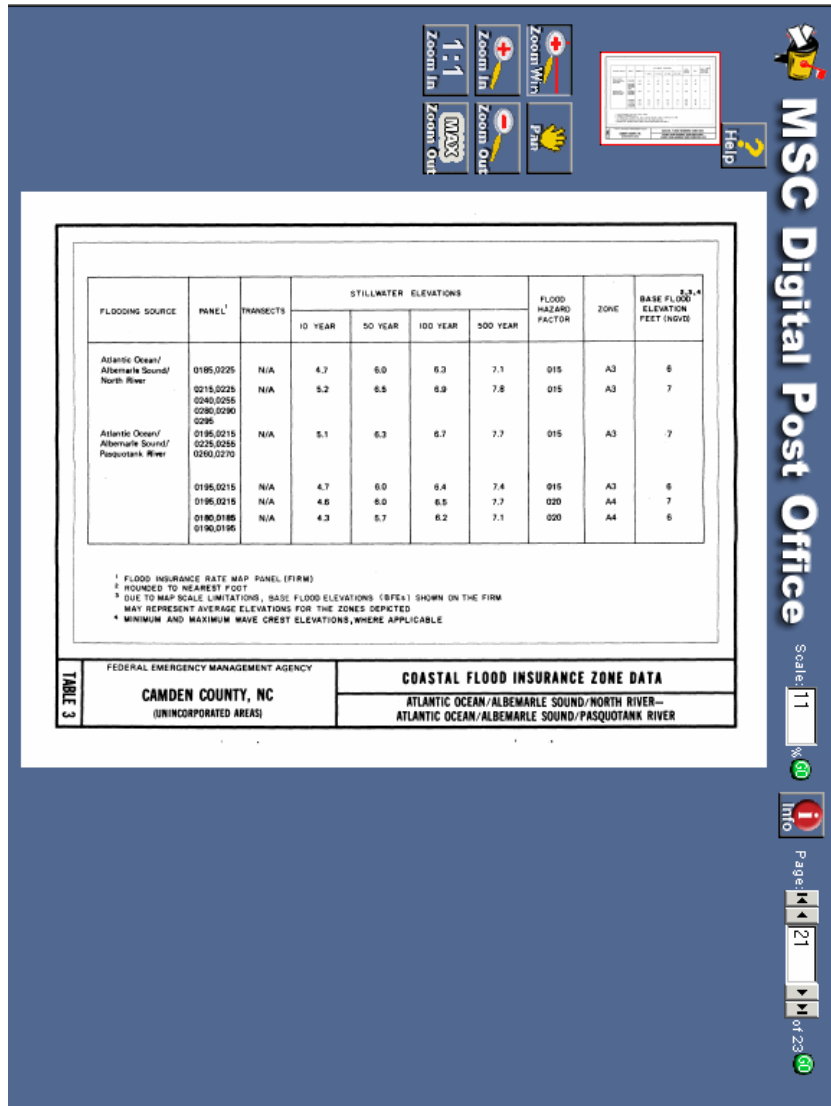 MSC Digital Post Office
Scale: 11 % GO
Info
Page: 21 of 23 GO
Help
Zoom Win
Pan
Zoom In
Zoom Out
1:1
Zoom In
MAX
Zoom Out
FLOODING SOURCE PANEL¹ TRANSECTS STILLWATER ELEVATIONS FLOOD HAZARD FACTOR ZONE BASE FLOOD ELEVATION FEET (NGVD) 2,3,4
10 YEAR 50 YEAR 100 YEAR 500 YEAR
Atlantic Ocean/
Albemarle Sound/ 0185,0225 N/A 4.7 6.0 6.3 7.1 015 A3 6
North River
0215,0225 N/A 5.2 6.5 6.9 7.8 015 A3 7
0240,0255
0280,0290
0295
Atlantic Ocean/ 0195,0215 N/A 5.1 6.3 6.7 7.7 015 A3 7
Albemarle Sound/ 0225,0255
Pasquotank River 0260,0270
0195,0215 N/A 4.7 6.0 6.4 7.4 015 A3 6
0195,0215 N/A 4.6 6.0 6.5 7.7 020 A4 7
0180,0185 N/A 4.3 5.7 6.2 7.1 020 A4 6
0190,0195
¹ FLOOD INSURANCE RATE MAP PANEL (FIRM)
² ROUNDED TO NEAREST FOOT
³ DUE TO MAP SCALE LIMITATIONS, BASE FLOOD ELEVATIONS (BFEs) SHOWN ON THE FIRM
MAY REPRESENT AVERAGE ELEVATIONS FOR THE ZONES DEPICTED
⁴ MINIMUM AND MAXIMUM WAVE CREST ELEVATIONS, WHERE APPLICABLE
TABLE 3
FEDERAL EMERGENCY MANAGEMENT AGENCY
CAMDEN COUNTY, NC
(UNINCORPORATED AREAS)
COASTAL FLOOD INSURANCE ZONE DATA
ATLANTIC OCEAN/ALBEMARLE SOUND/NORTH RIVER—
ATLANTIC OCEAN/ALBEMARLE SOUND/PASQUOTANK RIVER